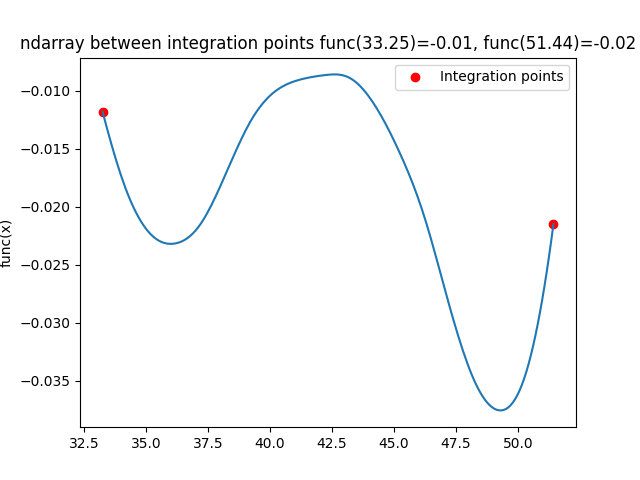 ndarray between integration points func(33.25)=-0.01, func(51.44)=-0.02
Integration points
−0.010
−0.015
−0.020
−0.025
−0.030
−0.035
func(x)
32.5 35.0 37.5 40.0 42.5 45.0 47.5 50.0